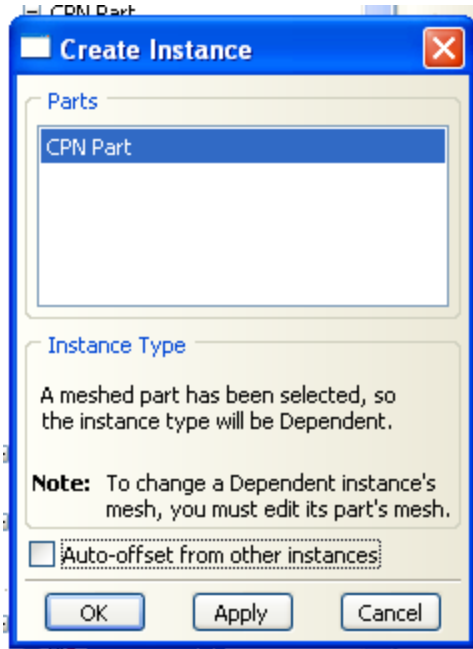 CPN Part
Create Instance
Parts
CPN Part
Instance Type
A meshed part has been selected, so
the instance type will be Dependent.
Note: To change a Dependent instance's
mesh, you must edit its part's mesh.
Auto-offset from other instances
OK Apply Cancel